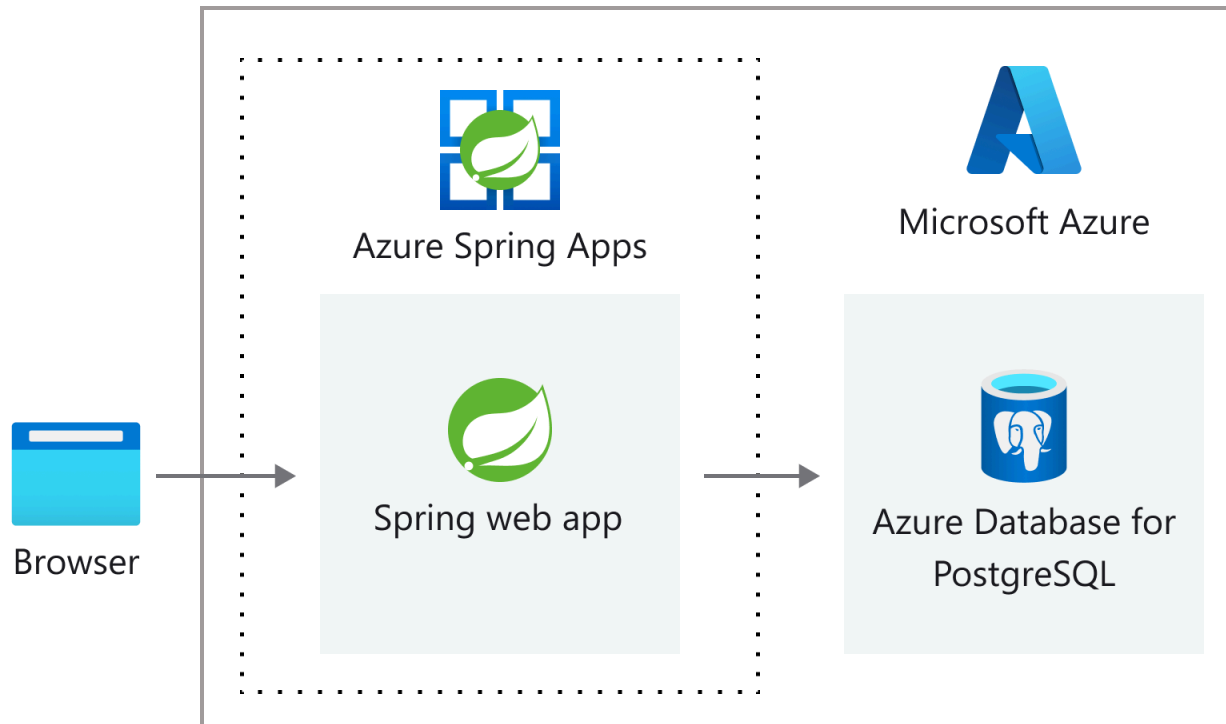 Azure Spring Apps
Microsoft Azure
Browser
Spring web app
Azure Database for
PostgreSQL